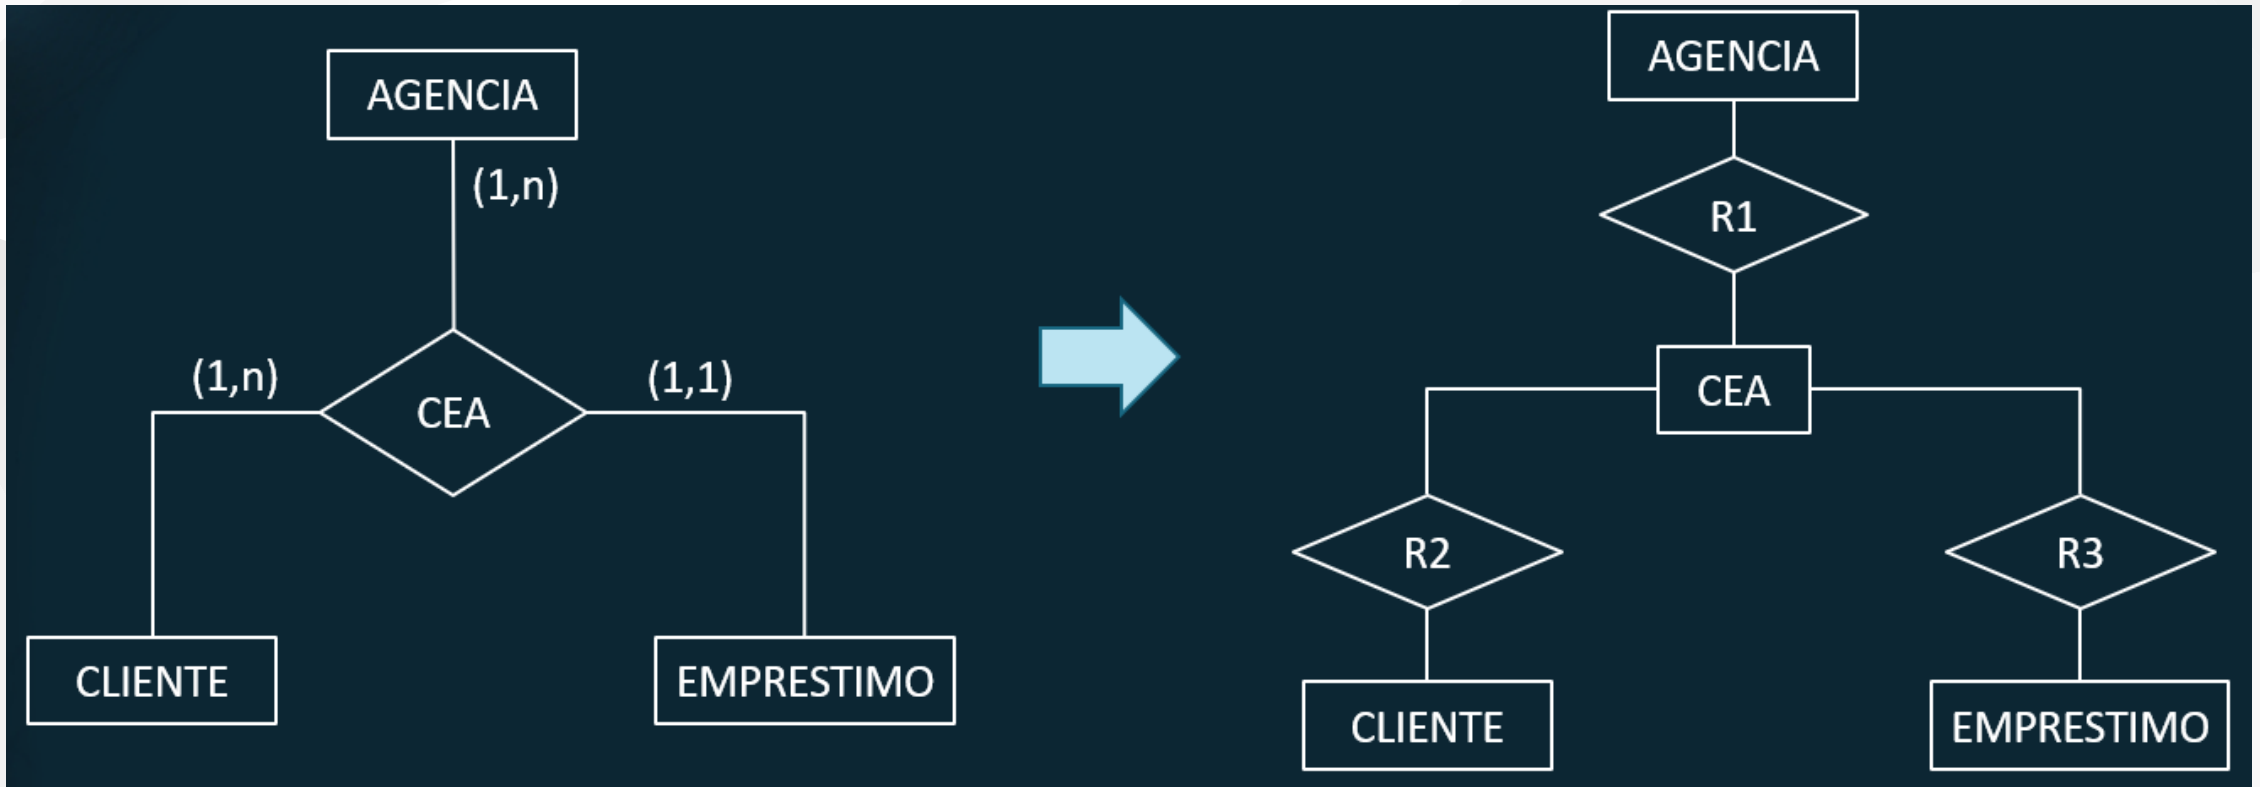 AGENCIA
(1,n)
(1,n)
(1,1)
CEA
CLIENTE
EMPRESTIMO
AGENCIA
R1
CEA
R2
R3
CLIENTE
EMPRESTIMO